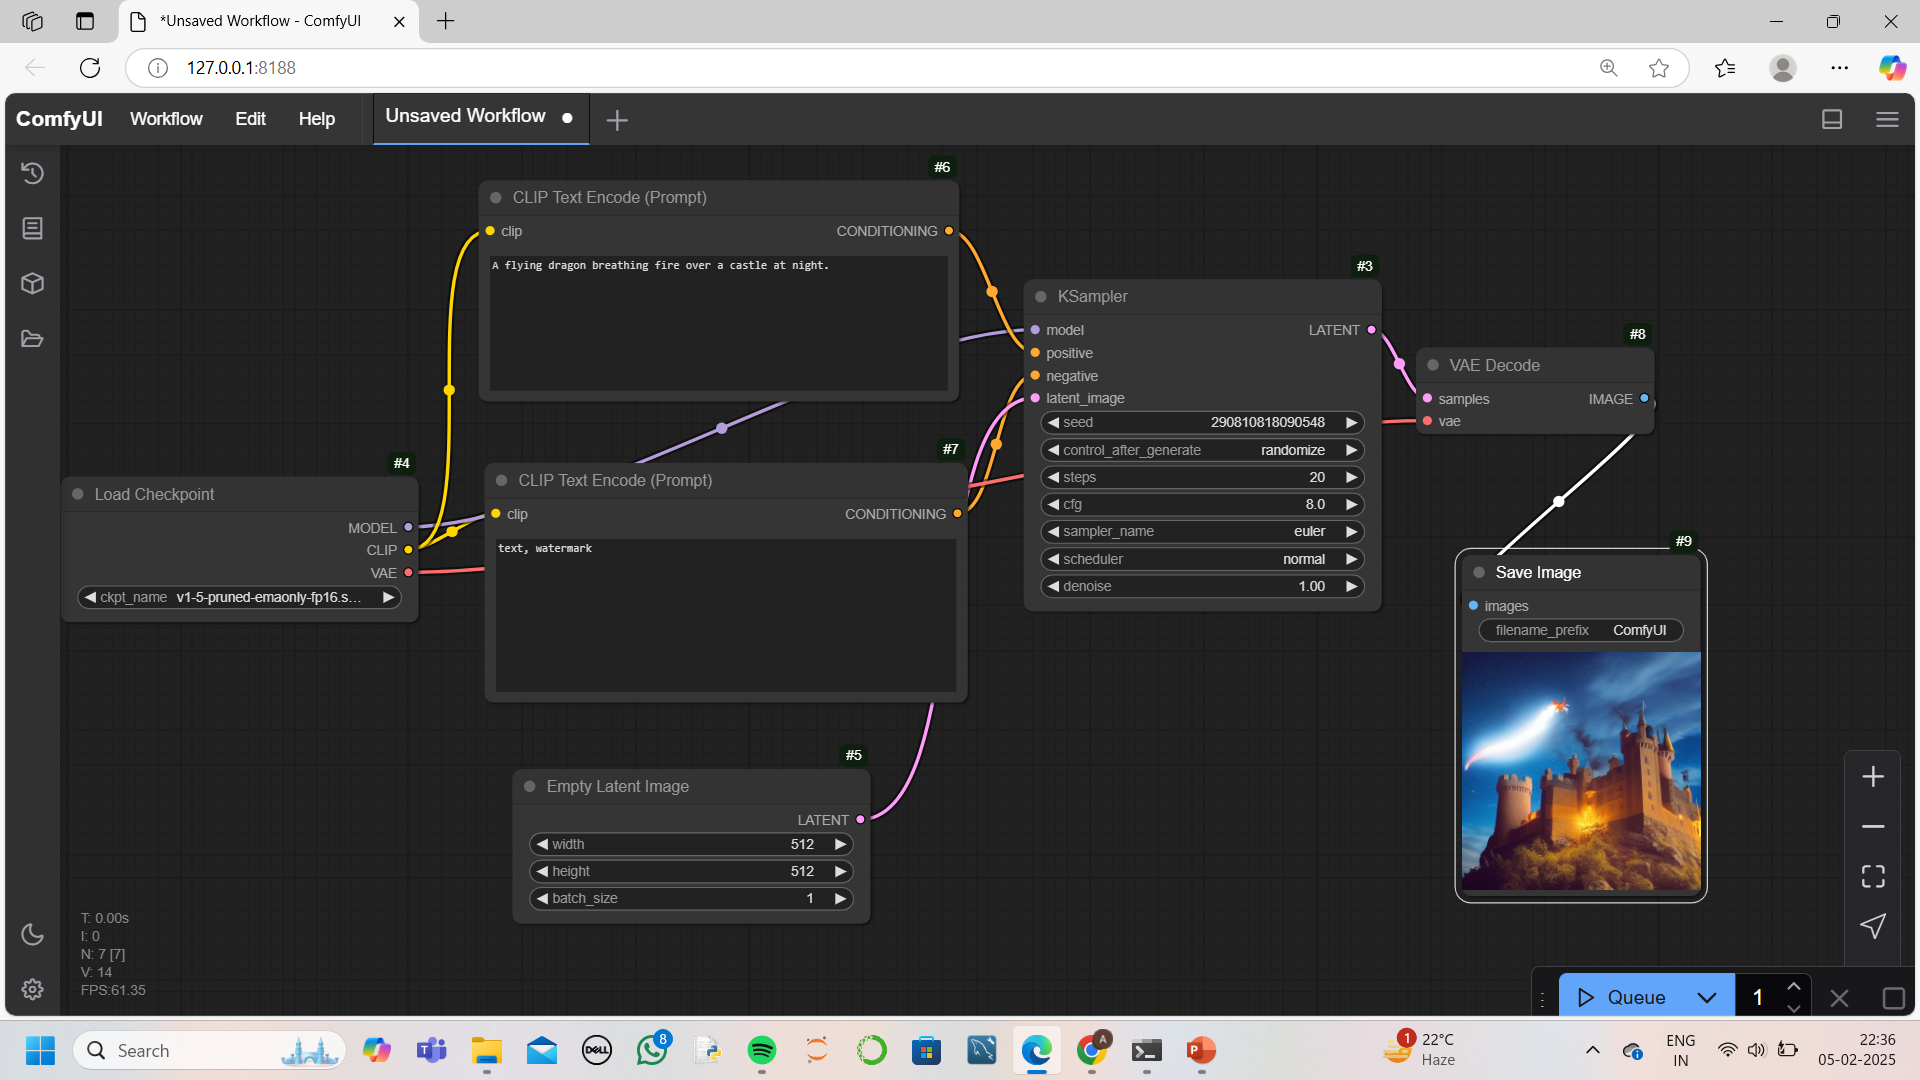 *Unsaved Workflow - ComfyUI
127.0.0.1:8188
ComfyUI Workflow Edit Help Unsaved Workflow
#6
CLIP Text Encode (Prompt)
clip CONDITIONING
A flying dragon breathing fire over a castle at night.
#3
KSampler
model LATENT
positive
negative
latent_image
seed 290810818090548
control_after_generate randomize
steps 20
cfg 8.0
sampler_name euler
scheduler normal
denoise 1.00
#8
VAE Decode
samples IMAGE
vae
#4
Load Checkpoint
MODEL
CLIP
VAE
ckpt_name v1-5-pruned-emaonly-fp16.s...
#7
CLIP Text Encode (Prompt)
clip CONDITIONING
text, watermark
#9
Save Image
images
filename_prefix ComfyUI
#5
Empty Latent Image
LATENT
width 512
height 512
batch_size 1
T: 0.00s
I: 0
N: 7 [7]
V: 14
FPS:61.35
Queue 1
Search
T
DELL
8
A
P
1
22°C
Haze
ENG
IN
22:36
05-02-2025